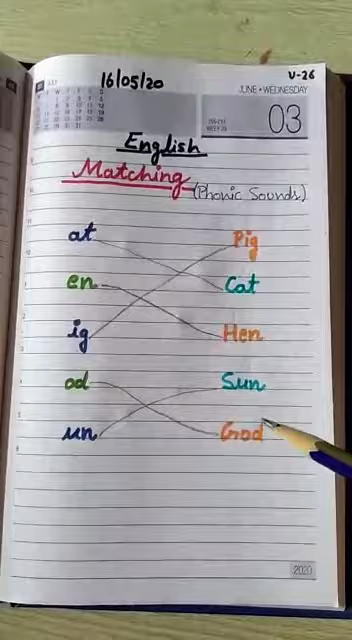 16/05/20
V-26
JUNE • WEDNESDAY
03
English
Matching (Phonic Sounds)
at Pig
en Cat
ig Hen
od Sun
un God
2020